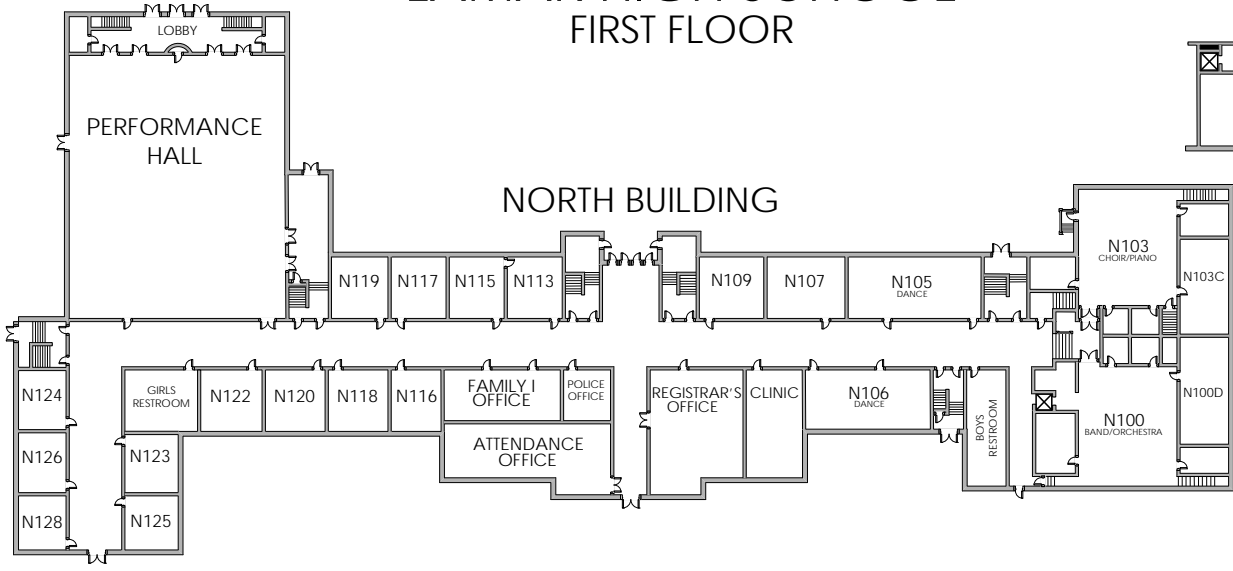 FIRST FLOOR
LOBBY
PERFORMANCE
HALL
NORTH BUILDING
N103
CHOIR/PIANO
N103C
N119
N117
N115
N113
N109
N107
N105
DANCE
N124
GIRLS
RESTROOM
N122
N120
N118
N116
FAMILY I
OFFICE
POLICE
OFFICE
REGISTRAR'S
OFFICE
CLINIC
N106
DANCE
BOYS
RESTROOM
N100
BAND/ORCHESTRA
N100D
ATTENDANCE
OFFICE
N126
N123
N128
N125